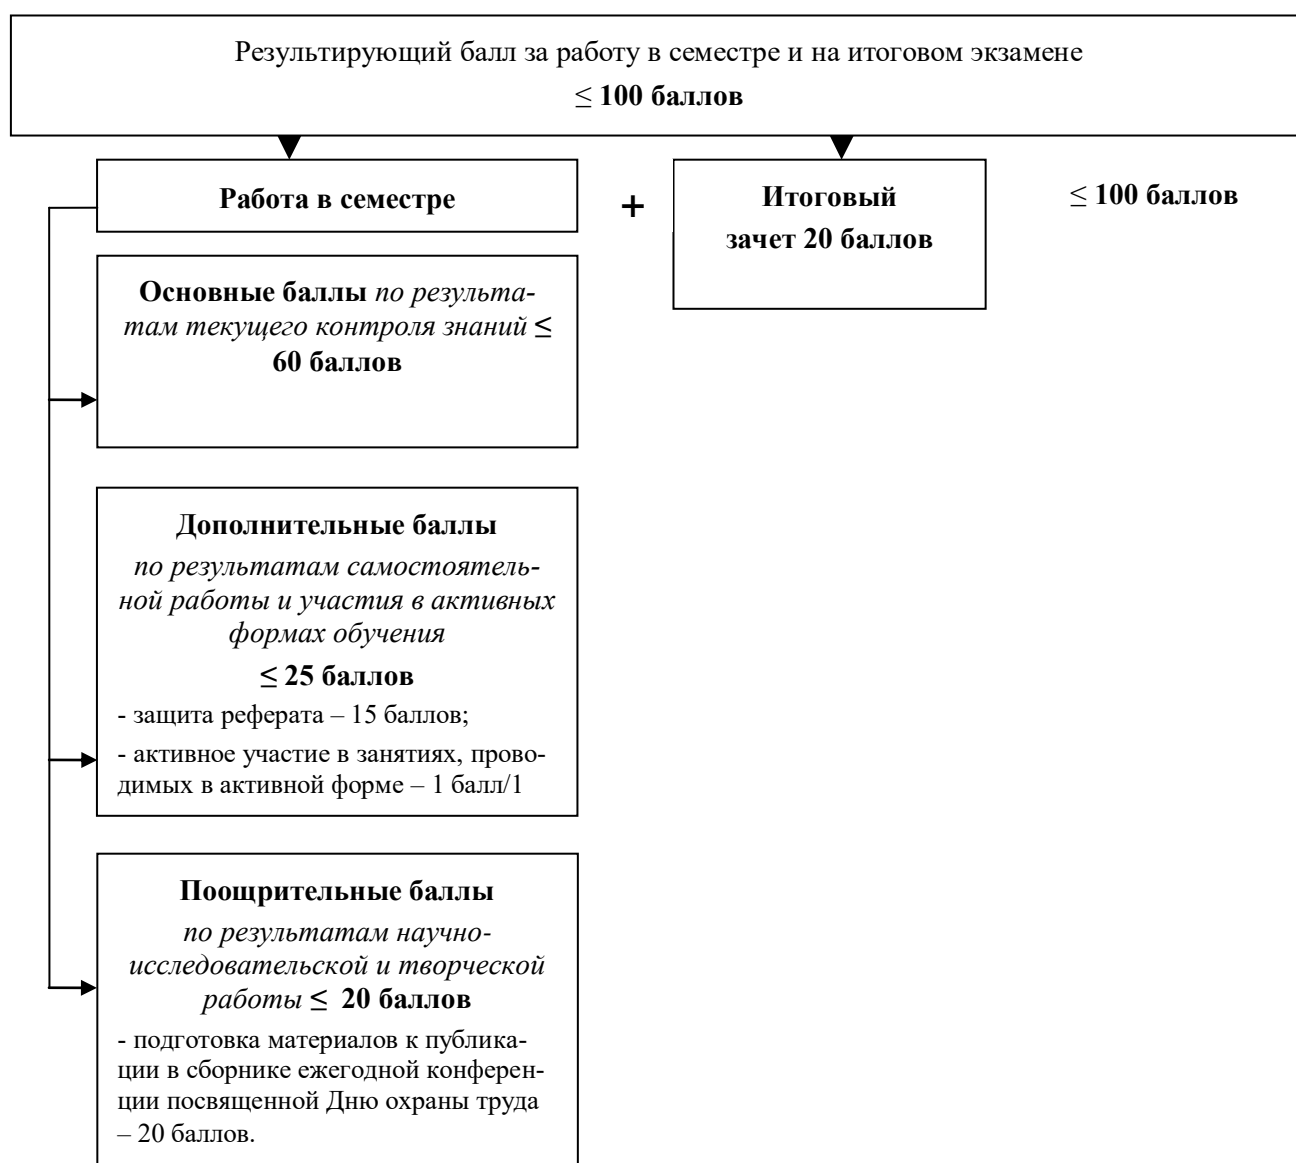 Результирующий балл за работу в семестре и на итоговом экзамене
≤ 100 баллов
Работа в семестре
+
Итоговый
зачет 20 баллов
≤ 100 баллов
Основные баллы по результа-
там текущего контроля знаний ≤
60 баллов
Дополнительные баллы
по результатам самостоятель-
ной работы и участия в активных
формах обучения
≤ 25 баллов
- защита реферата – 15 баллов;
- активное участие в занятиях, прово-
димых в активной форме – 1 балл/1
Поощрительные баллы
по результатам научно-
исследовательской и творческой
работы ≤ 20 баллов
- подготовка материалов к публика-
ции в сборнике ежегодной конферен-
ции посвященной Дню охраны труда
– 20 баллов.